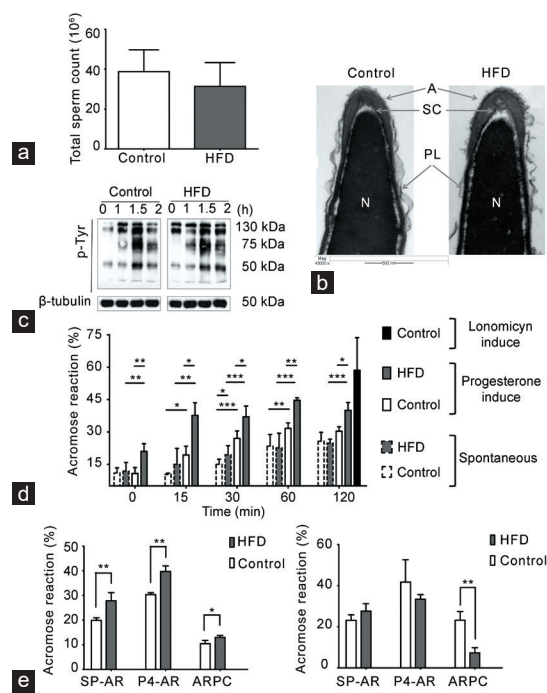 60
40
20
0
Total sperm count (10⁶)
Control
HFD
a
Control
HFD
A
SC
PL
N
N
b
Control
HFD
0 1 1.5 2 0 1 1.5 2 (h)
p-Tyr
130 kDa
75 kDa
50 kDa
β-tubulin
50 kDa
c
75
60
45
30
15
Acromose reaction (%)
** ** * ** * *** * *** ** *** ** * ***
* **
0 15 30 60 120
Time (min)
Control
Lonomicyn
induce
HFD
Control
Progesterone
induce
HFD
Control
Spontaneous
d
50
40
30
20
10
0
Acromose reaction (%)
HFD
Control
**
**
*
SP-AR P4-AR ARPC
60
40
20
0
Acromose reaction (%)
HFD
Control
**
SP-AR P4-AR ARPC
e